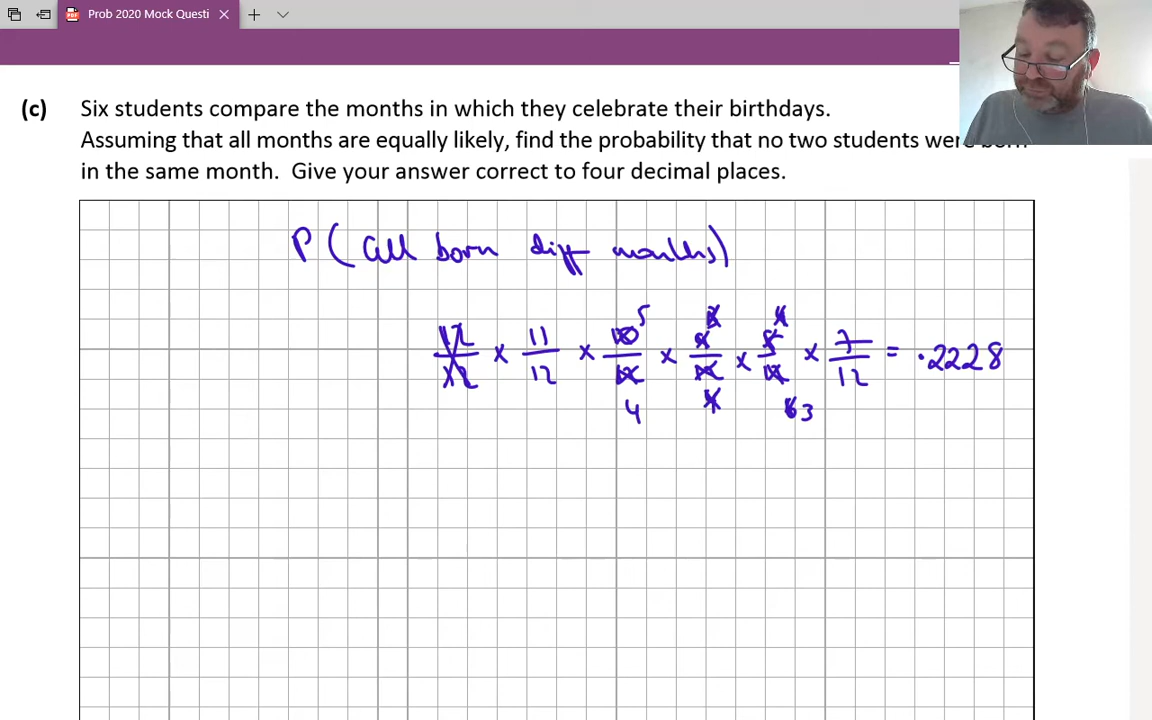 Prob 2020 Mock Questi
(c) Six students compare the months in which they celebrate their birthdays.
Assuming that all months are equally likely, find the probability that no two students were born
in the same month. Give your answer correct to four decimal places.
P (all born diff months)
12/12 x 11/12 x 10/12 x 9/12 x 8/12 x 7/12 = .2228
5
4
63